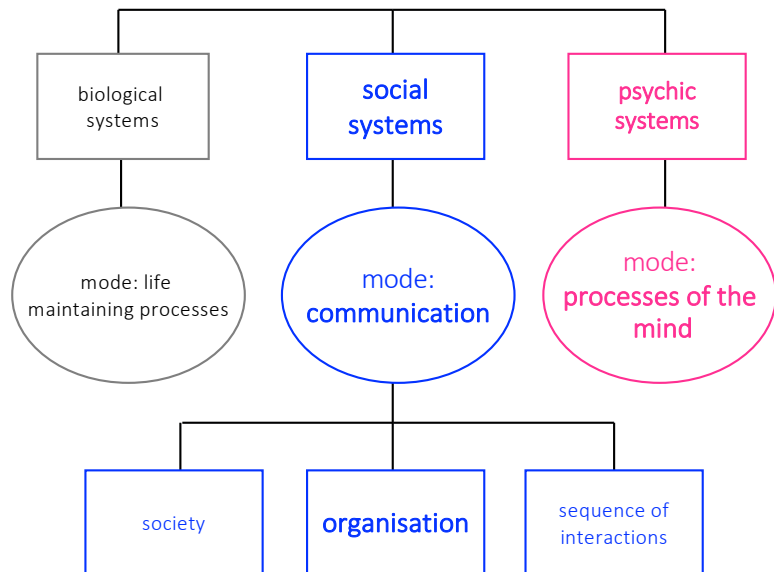 biological
systems
social
systems
psychic
systems
mode: life
maintaining processes
mode:
communication
mode:
processes of the
mind
society
organisation
sequence of
interactions